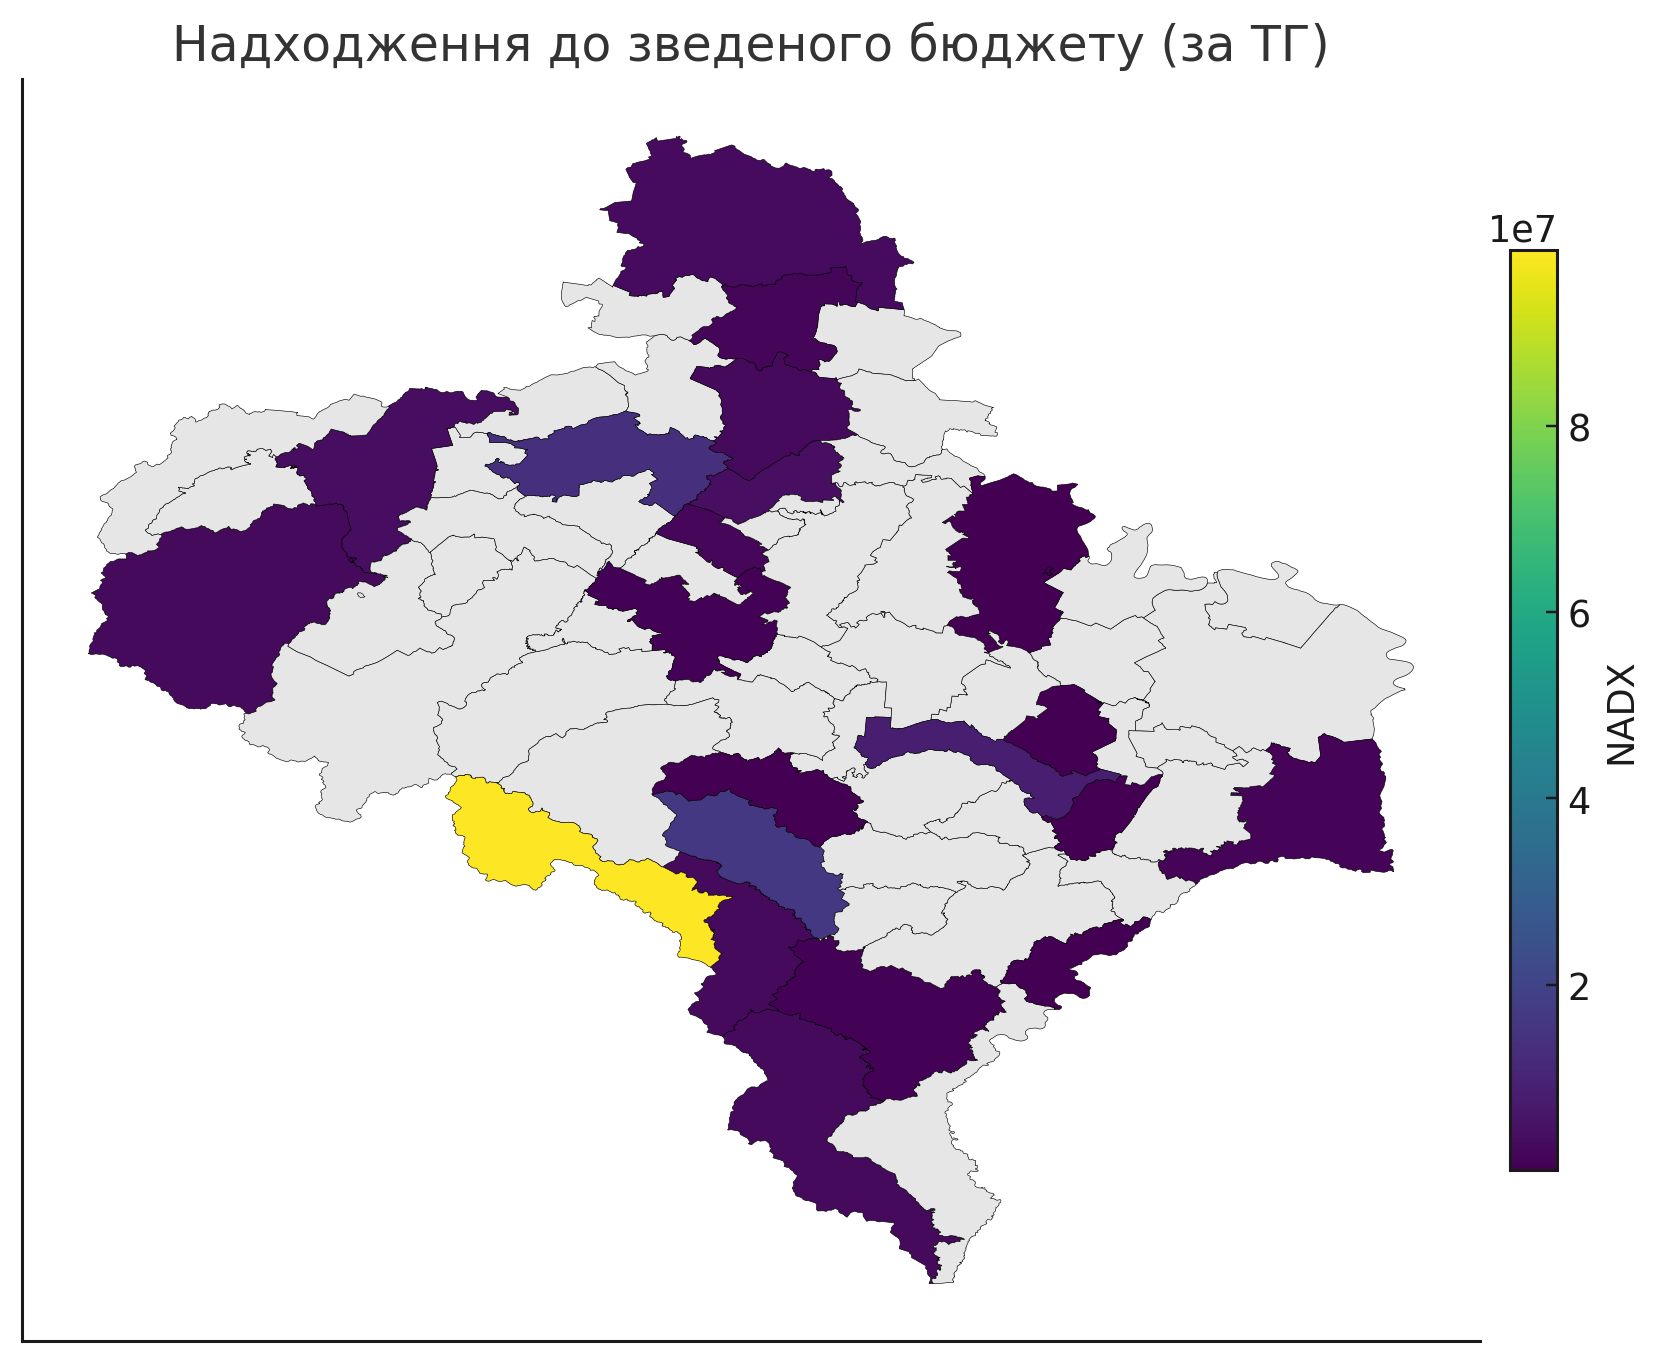 Надходження до зведеного бюджету (за ТГ)
1e7
8
6
4
2
NADX